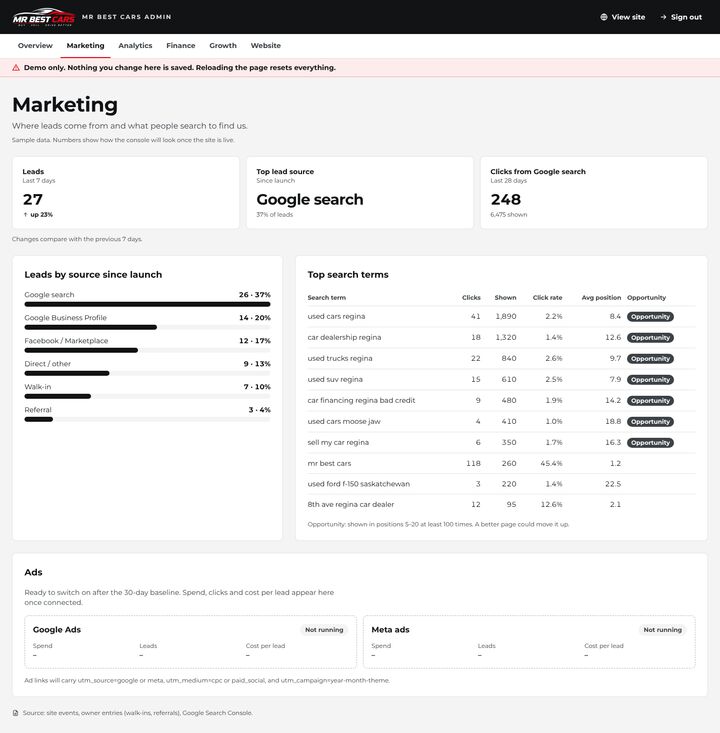 MR BEST CARS
BUY · SELL · DRIVE BETTER
MR BEST CARS ADMIN
View site
Sign out
Overview
Marketing
Analytics
Finance
Growth
Website
Demo only. Nothing you change here is saved. Reloading the page resets everything.
Marketing
Where leads come from and what people search to find us.
Sample data. Numbers show how the console will look once the site is live.
Leads
Last 7 days
27
↑ up 23%
Top lead source
Since launch
Google search
37% of leads
Clicks from Google search
Last 28 days
248
6,475 shown
Changes compare with the previous 7 days.
Leads by source since launch
Google search 26 · 37%
Google Business Profile 14 · 20%
Facebook / Marketplace 12 · 17%
Direct / other 9 · 13%
Walk-in 7 · 10%
Referral 3 · 4%
Top search terms
Search term Clicks Shown Click rate Avg position Opportunity
used cars regina 41 1,890 2.2% 8.4 Opportunity
car dealership regina 18 1,320 1.4% 12.6 Opportunity
used trucks regina 22 840 2.6% 9.7 Opportunity
used suv regina 15 610 2.5% 7.9 Opportunity
car financing regina bad credit 9 480 1.9% 14.2 Opportunity
used cars moose jaw 4 410 1.0% 18.8 Opportunity
sell my car regina 6 350 1.7% 16.3 Opportunity
mr best cars 118 260 45.4% 1.2
used ford f-150 saskatchewan 3 220 1.4% 22.5
8th ave regina car dealer 12 95 12.6% 2.1
Opportunity: shown in positions 5–20 at least 100 times. A better page could move it up.
Ads
Ready to switch on after the 30-day baseline. Spend, clicks and cost per lead appear here
once connected.
Google Ads Not running
Spend Leads Cost per lead
– – –
Meta ads Not running
Spend Leads Cost per lead
– – –
Ad links will carry utm_source=google or meta, utm_medium=cpc or paid_social, and utm_campaign=year-month-theme.
Source: site events, owner entries (walk-ins, referrals), Google Search Console.